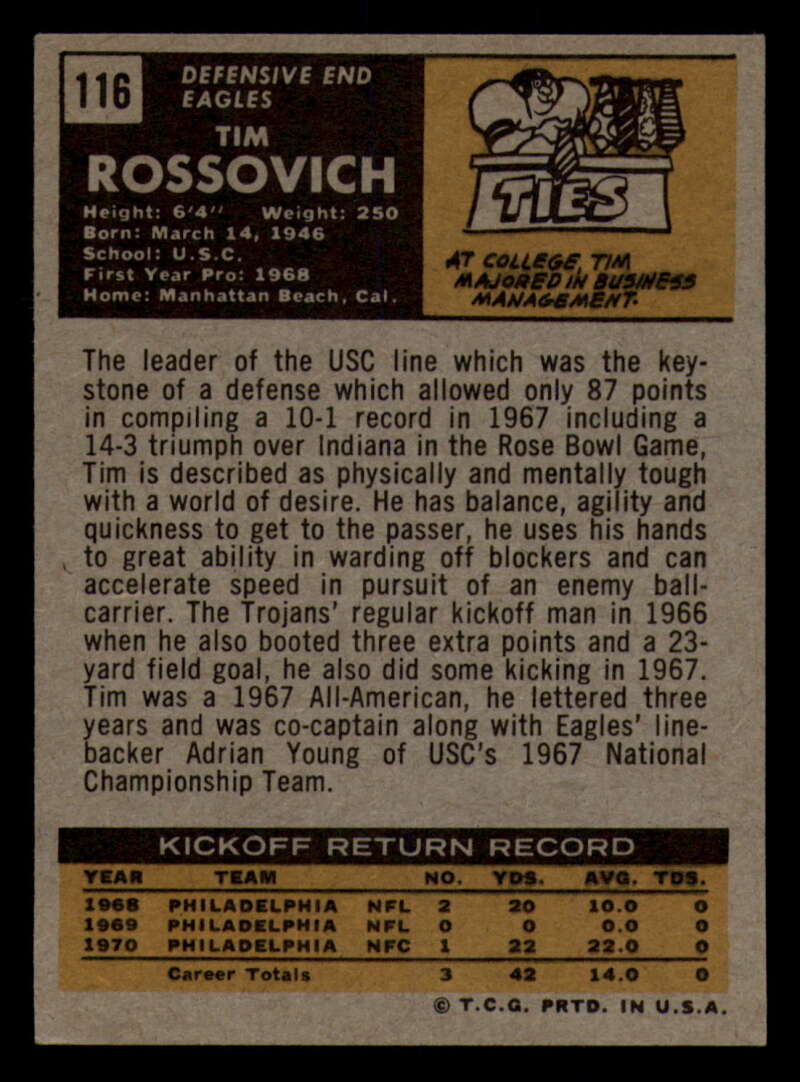 116
DEFENSIVE END
EAGLES
TIM
ROSSOVICH
Height: 6'4" Weight: 250
Born: March 14, 1946
School: U.S.C.
First Year Pro: 1968
Home: Manhattan Beach, Cal.
TIES
AT COLLEGE, TIM
MAJORED IN BUSINESS
MANAGEMENT.
The leader of the USC line which was the key-
stone of a defense which allowed only 87 points
in compiling a 10-1 record in 1967 including a
14-3 triumph over Indiana in the Rose Bowl Game,
Tim is described as physically and mentally tough
with a world of desire. He has balance, agility and
quickness to get to the passer, he uses his hands
to great ability in warding off blockers and can
accelerate speed in pursuit of an enemy ball-
carrier. The Trojans' regular kickoff man in 1966
when he also booted three extra points and a 23-
yard field goal, he also did some kicking in 1967.
Tim was a 1967 All-American, he lettered three
years and was co-captain along with Eagles' line-
backer Adrian Young of USC's 1967 National
Championship Team.
KICKOFF RETURN RECORD
YEAR TEAM NO. YDS. AVG. TDS.
1968 PHILADELPHIA NFL 2 20 10.0 0
1969 PHILADELPHIA NFL 0 0 0.0 0
1970 PHILADELPHIA NFC 1 22 22.0 0
Career Totals 3 42 14.0 0
© T.C.G. PRTD. IN U.S.A.